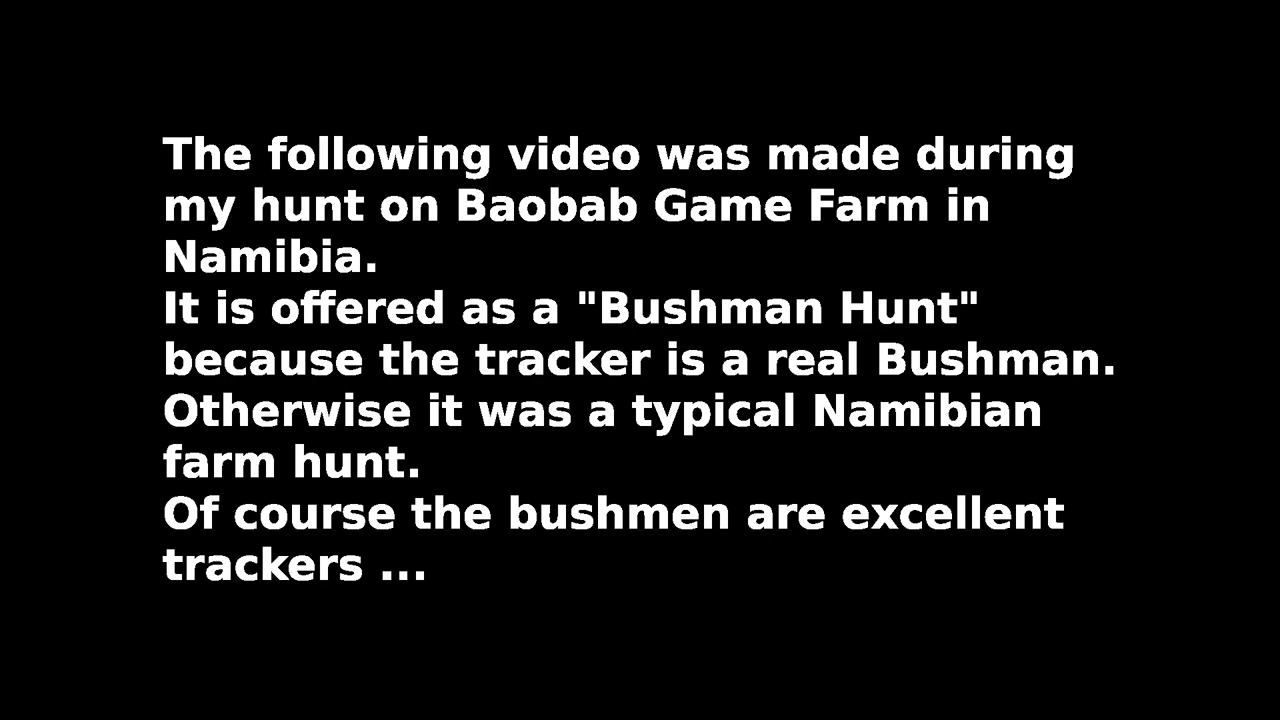 The following video was made during
my hunt on Baobab Game Farm in
Namibia.
It is offered as a "Bushman Hunt"
because the tracker is a real Bushman.
Otherwise it was a typical Namibian
farm hunt.
Of course the bushmen are excellent
trackers ...